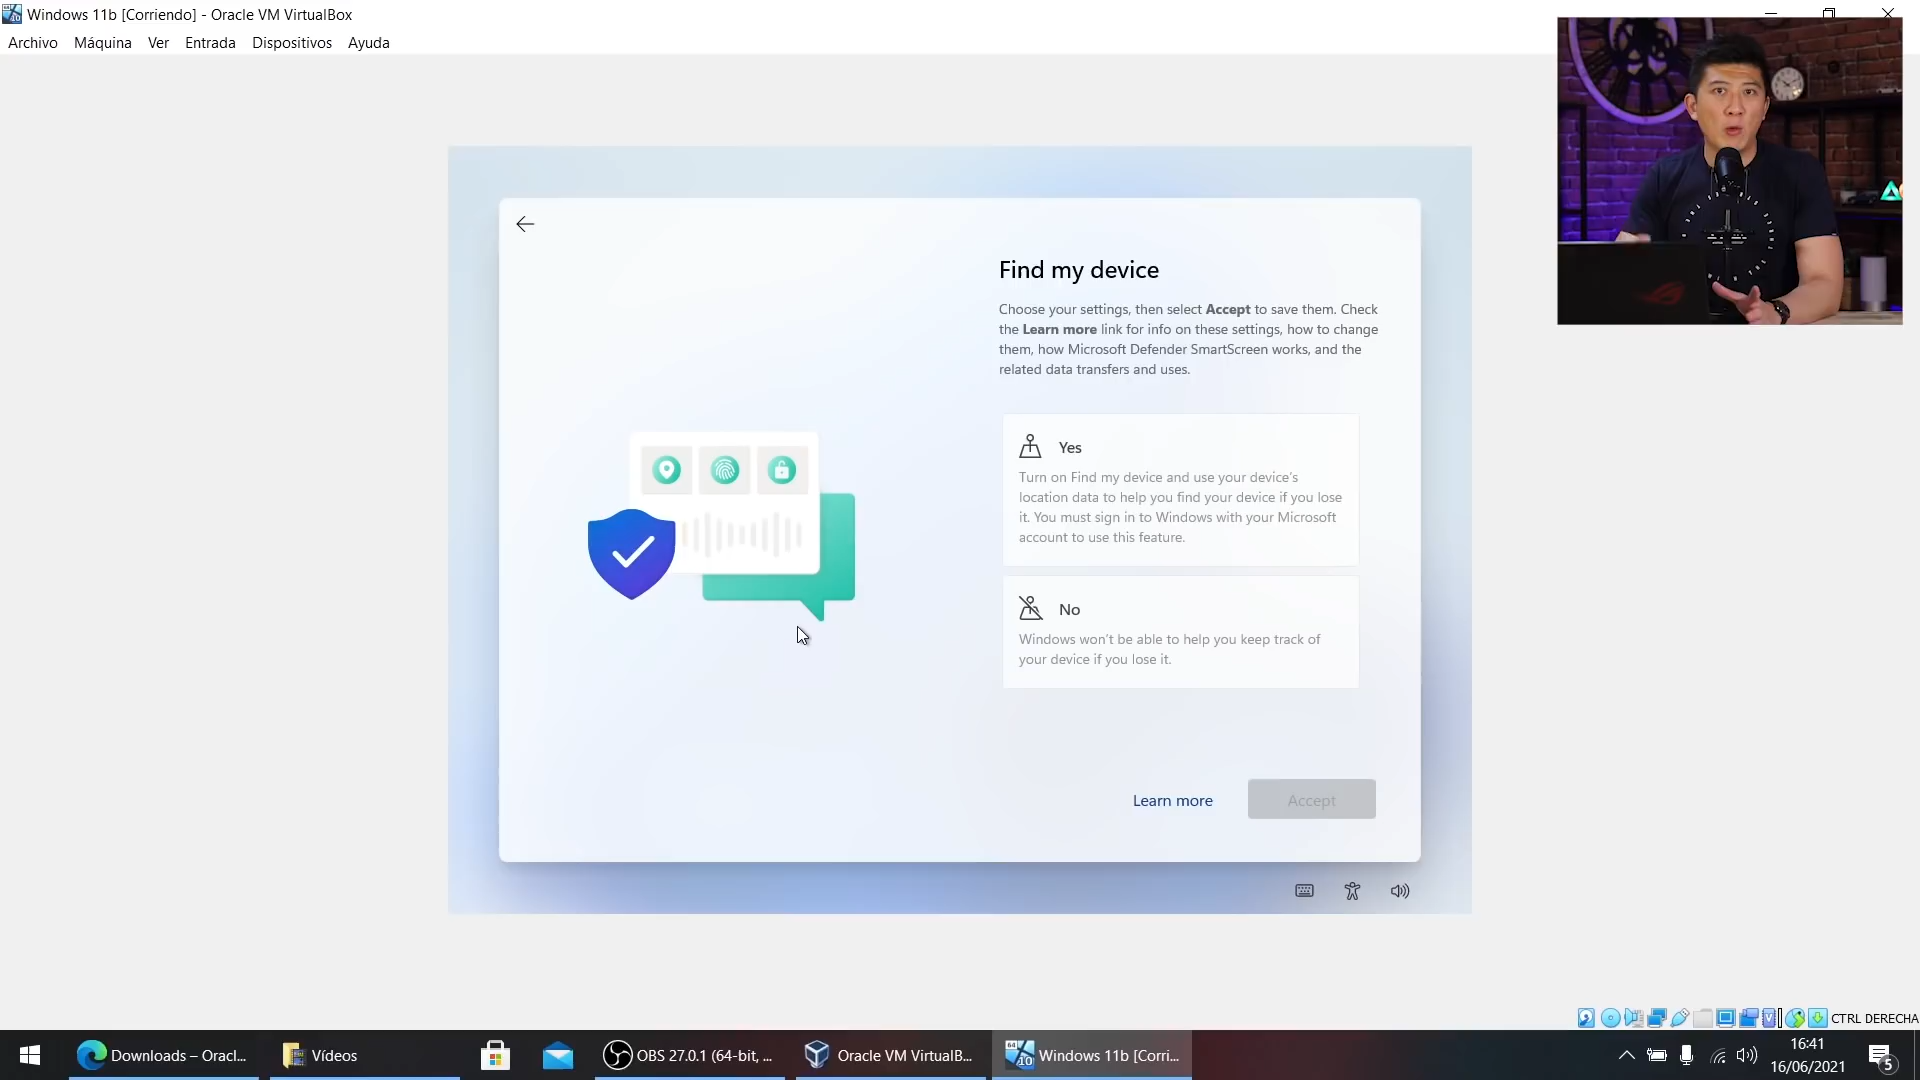 Windows 11b [Corriendo] - Oracle VM VirtualBox
Archivo Máquina Ver Entrada Dispositivos Ayuda
Find my device
Choose your settings, then select Accept to save them. Check
the Learn more link for info on these settings, how to change
them, how Microsoft Defender SmartScreen works, and the
related data transfers and uses.
Yes
Turn on Find my device and use your device's
location data to help you find your device if you lose
it. You must sign in to Windows with your Microsoft
account to use this feature.
No
Windows won't be able to help you keep track of
your device if you lose it.
Learn more
Accept
CTRL DERECHA
Downloads – Oracl...
Vídeos
OBS 27.0.1 (64-bit, ...
Oracle VM VirtualB...
Windows 11b [Corri...
16:41
16/06/2021
5